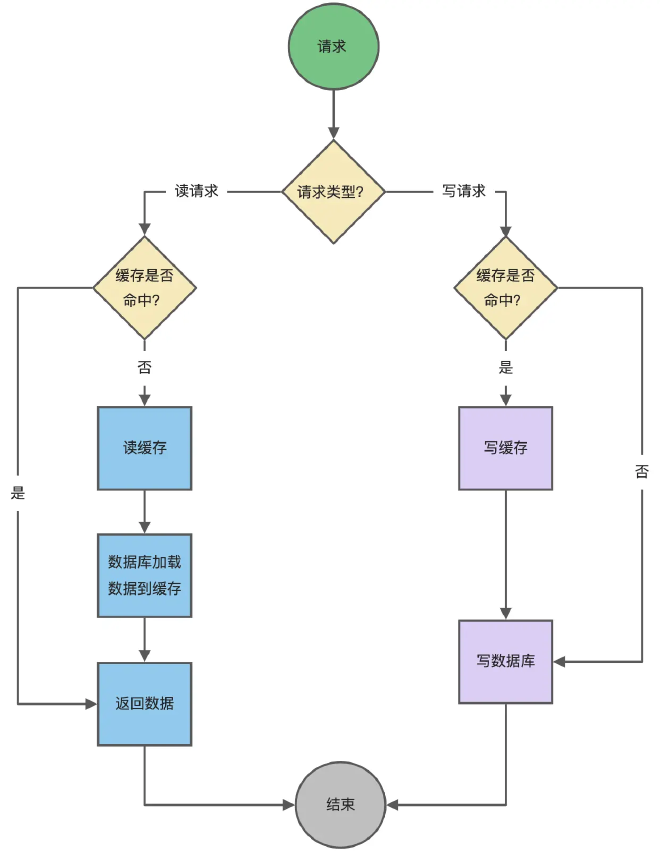 请求
请求类型?
读请求
写请求
缓存是否
命中?
缓存是否
命中?
否
是
读缓存
写缓存
是
否
数据库加载
数据到缓存
写数据库
返回数据
结束